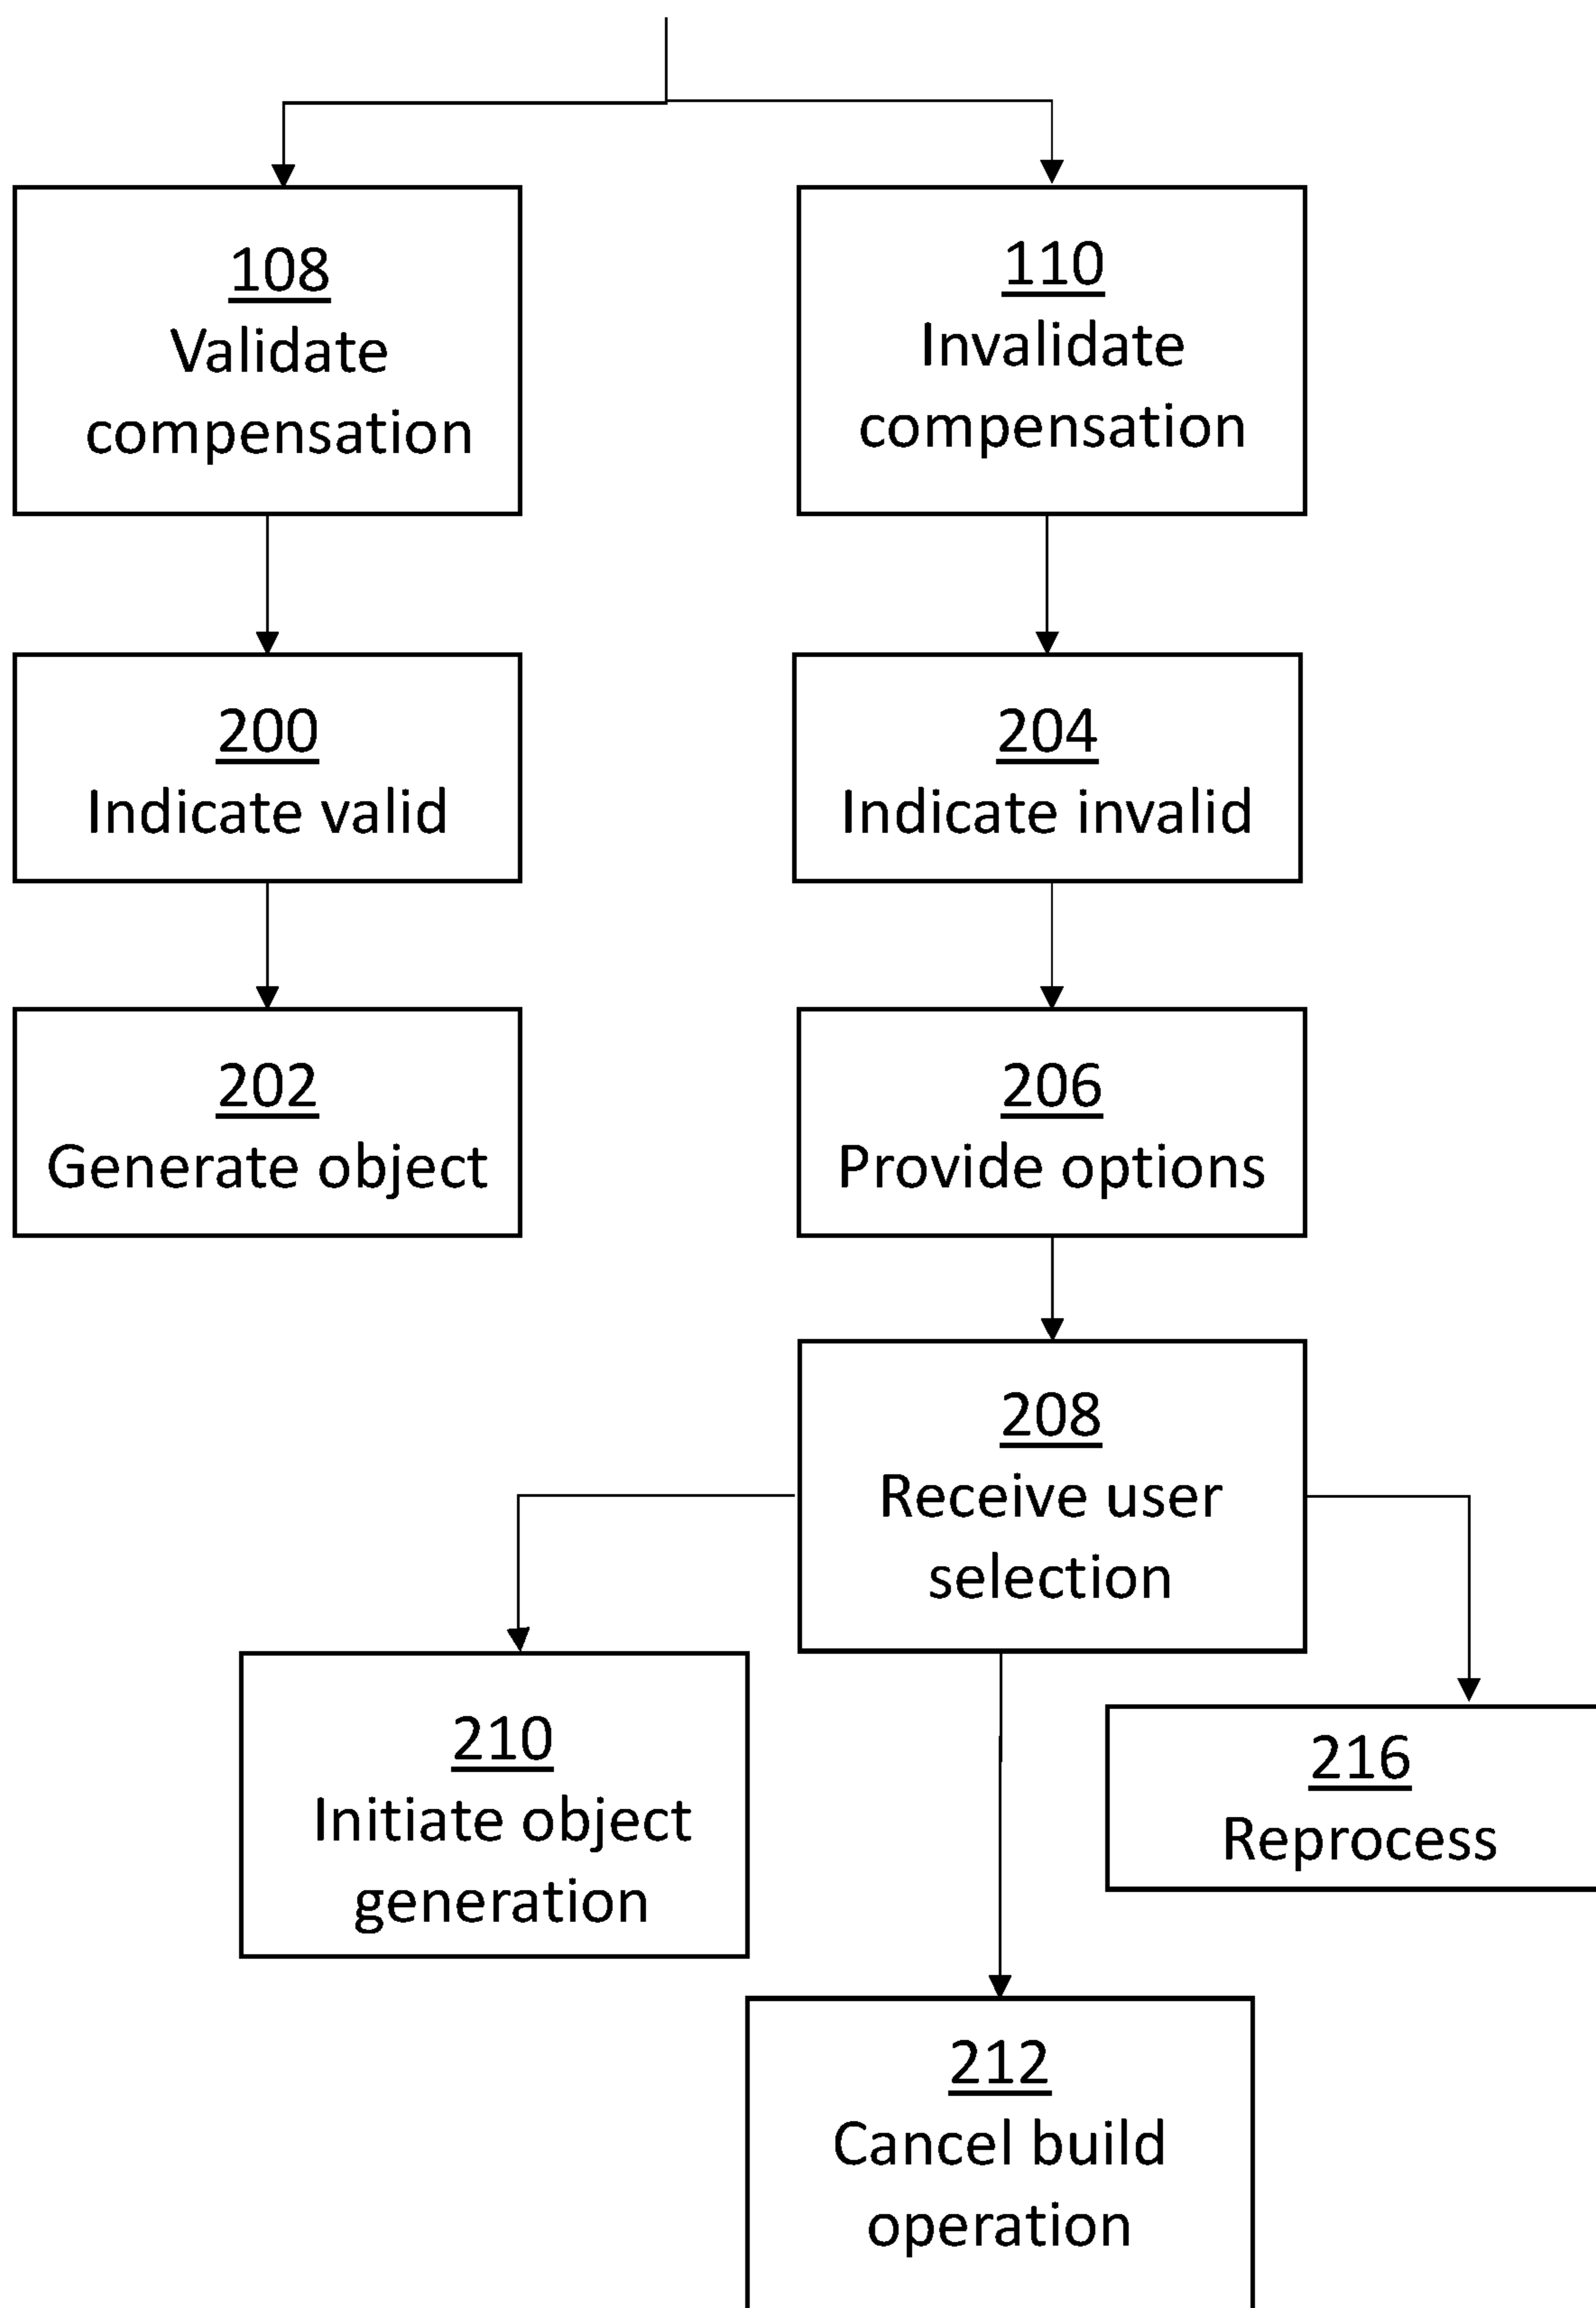 108
Validate
compensation
110
Invalidate
compensation
200
Indicate valid
204
Indicate invalid
202
Generate object
206
Provide options
208
Receive user
selection
210
Initiate object
generation
216
Reprocess
212
Cancel build
operation